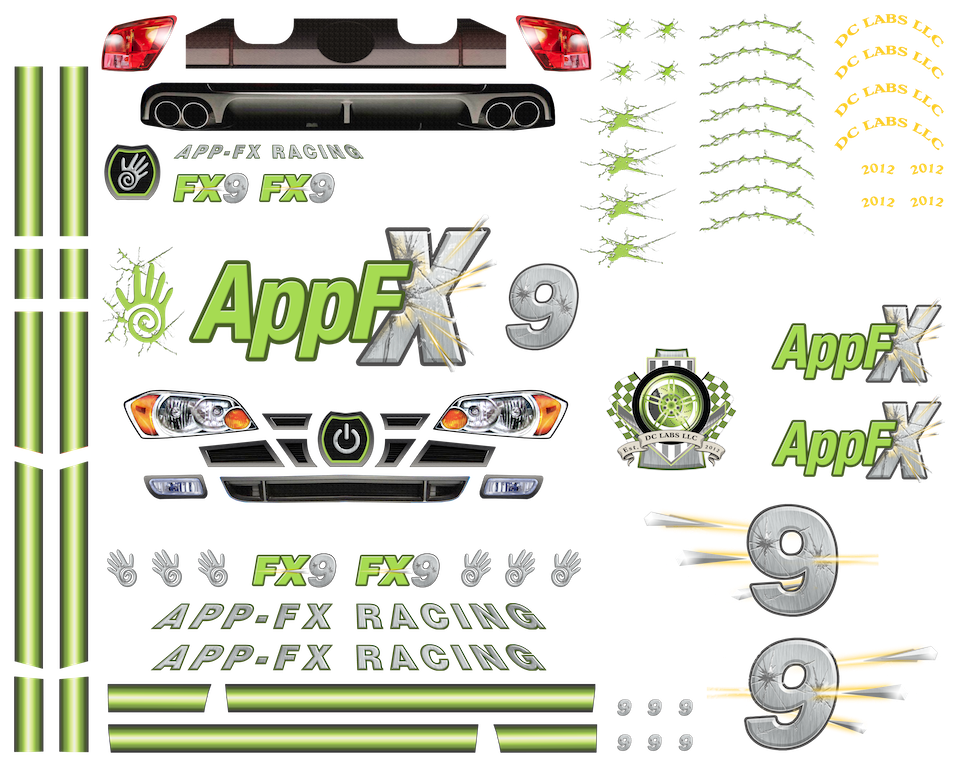 DC LABS LLC
DC LABS LLC
DC LABS LLC
DC LABS LLC
2012 2012
2012 2012
APP-FX RACING
FX9 FX9
AppFX 9
AppFX
AppFX
DC LABS LLC
Est. 2012
9
FX9 FX9
APP-FX RACING
APP-FX RACING
9
9 9 9
9 9 9